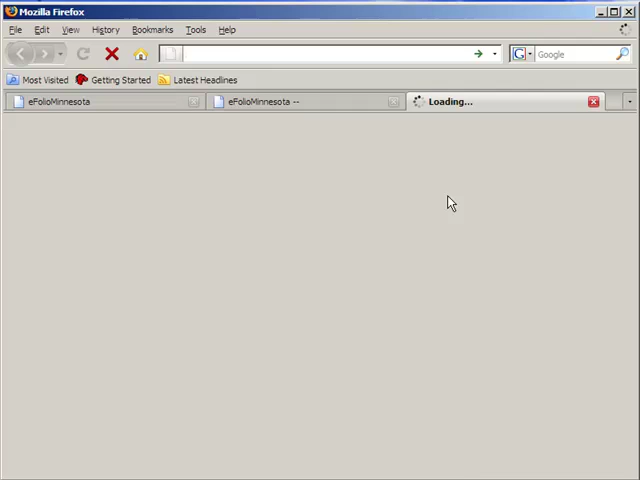 Mozilla Firefox
File Edit View History Bookmarks Tools Help
G Google
Most Visited Getting Started Latest Headlines
eFolioMinnesota eFolioMinnesota -- Loading...